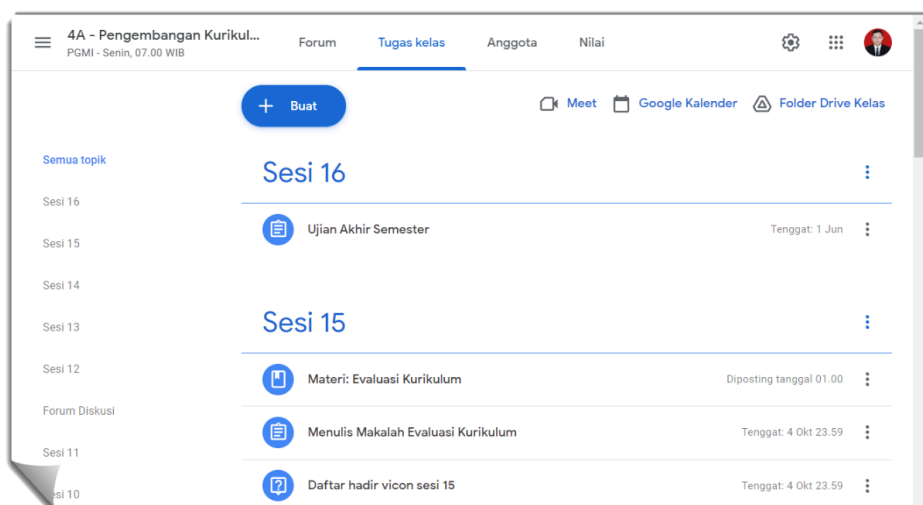 4A - Pengembangan Kurikul...
PGMI - Senin, 07.00 WIB
Forum
Tugas kelas
Anggota
Nilai
Buat
Meet
Google Kalender
Folder Drive Kelas
Semua topik
Sesi 16
Sesi 15
Sesi 14
Sesi 13
Sesi 12
Forum Diskusi
Sesi 11
Sesi 16
Ujian Akhir Semester
Tenggat: 1 Jun
Sesi 15
Materi: Evaluasi Kurikulum
Diposting tanggal 01.00
Menulis Makalah Evaluasi Kurikulum
Tenggat: 4 Okt 23.59
Daftar hadir vicon sesi 15
Tenggat: 4 Okt 23.59